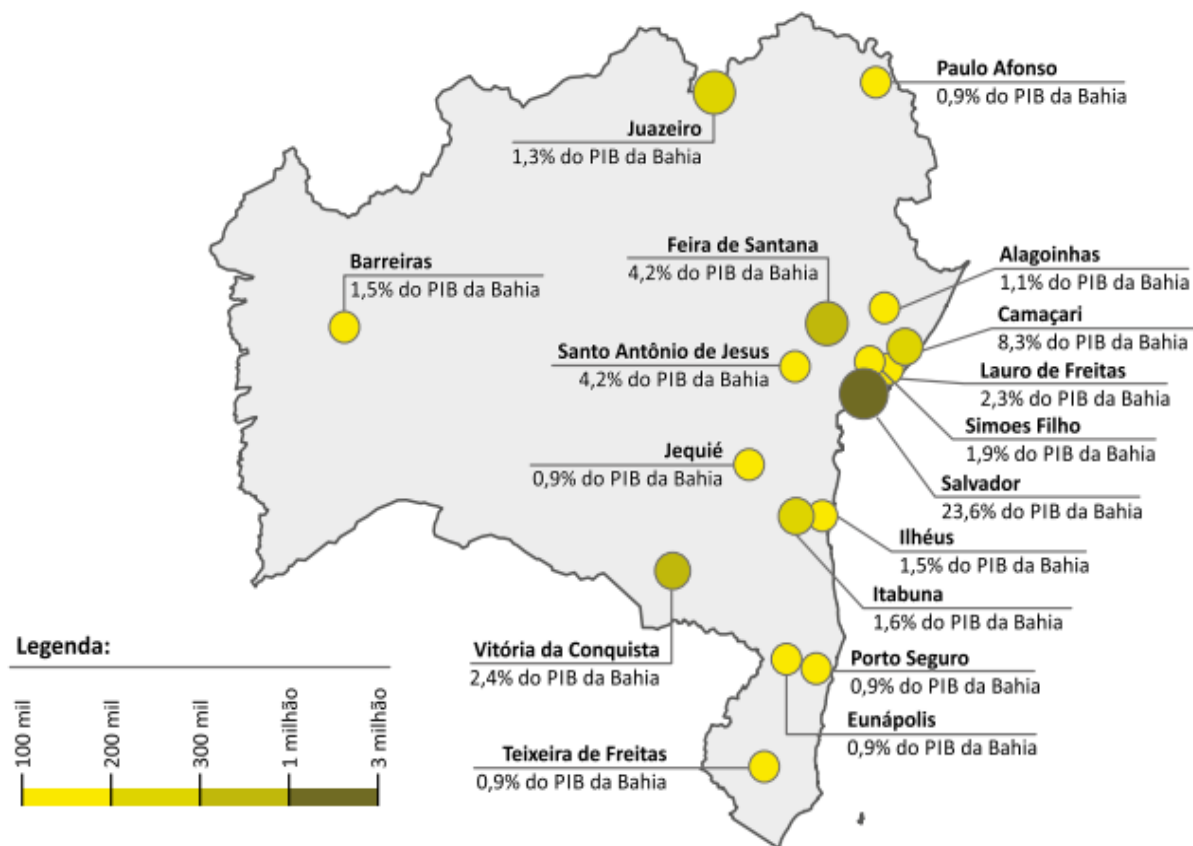 Paulo Afonso
0,9% do PIB da Bahia
Juazeiro
1,3% do PIB da Bahia
Feira de Santana
4,2% do PIB da Bahia
Alagoinhas
1,1% do PIB da Bahia
Barreiras
1,5% do PIB da Bahia
Camaçari
8,3% do PIB da Bahia
Santo Antônio de Jesus
4,2% do PIB da Bahia
Lauro de Freitas
2,3% do PIB da Bahia
Simoes Filho
1,9% do PIB da Bahia
Jequié
0,9% do PIB da Bahia
Salvador
23,6% do PIB da Bahia
Ilhéus
1,5% do PIB da Bahia
Itabuna
1,6% do PIB da Bahia
Legenda:
100 mil
200 mil
300 mil
1 milhão
3 milhão
Vitória da Conquista
2,4% do PIB da Bahia
Porto Seguro
0,9% do PIB da Bahia
Eunápolis
0,9% do PIB da Bahia
Teixeira de Freitas
0,9% do PIB da Bahia